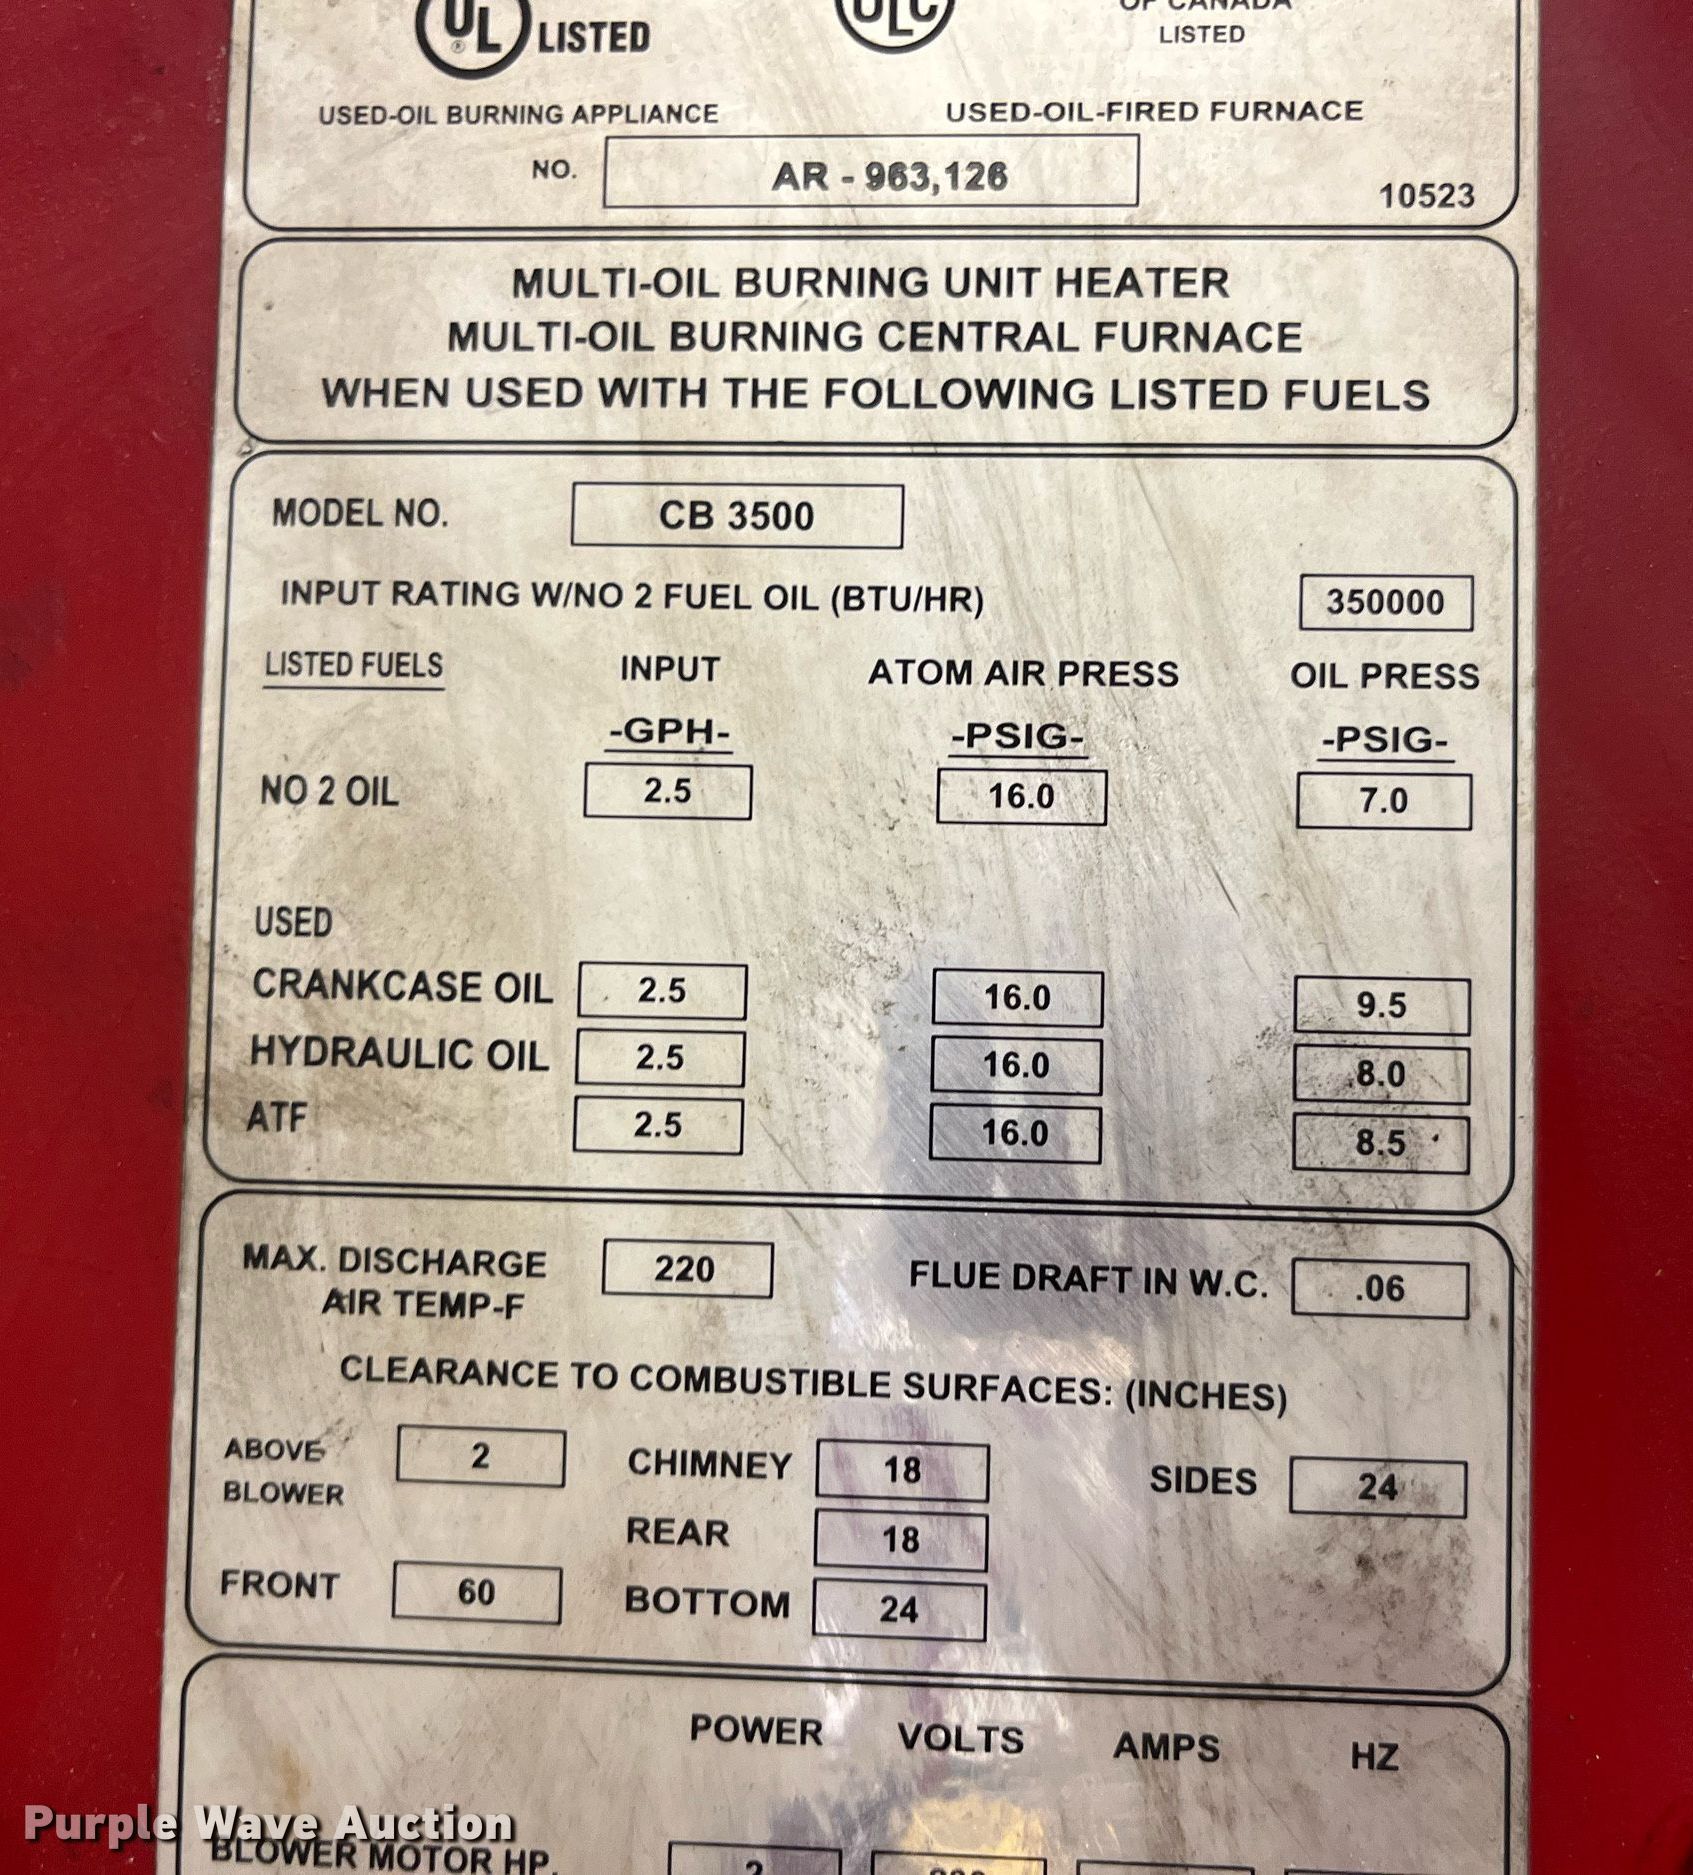 UL® LISTED
ULC
OF CANADA
LISTED
USED-OIL BURNING APPLIANCE
USED-OIL-FIRED FURNACE
NO. AR - 963,126
10523
MULTI-OIL BURNING UNIT HEATER
MULTI-OIL BURNING CENTRAL FURNACE
WHEN USED WITH THE FOLLOWING LISTED FUELS
MODEL NO. CB 3500
INPUT RATING W/NO 2 FUEL OIL (BTU/HR) 350000
LISTED FUELS INPUT ATOM AIR PRESS OIL PRESS
-GPH- -PSIG- -PSIG-
NO 2 OIL 2.5 16.0 7.0
USED
CRANKCASE OIL 2.5 16.0 9.5
HYDRAULIC OIL 2.5 16.0 8.0
ATF 2.5 16.0 8.5
MAX. DISCHARGE 220 FLUE DRAFT IN W.C. .06
AIR TEMP-F
CLEARANCE TO COMBUSTIBLE SURFACES: (INCHES)
ABOVE 2 CHIMNEY 18 SIDES 24
BLOWER
REAR 18
FRONT 60 BOTTOM 24
POWER VOLTS AMPS HZ
BLOWER MOTOR HP. 2
Purple Wave Auction